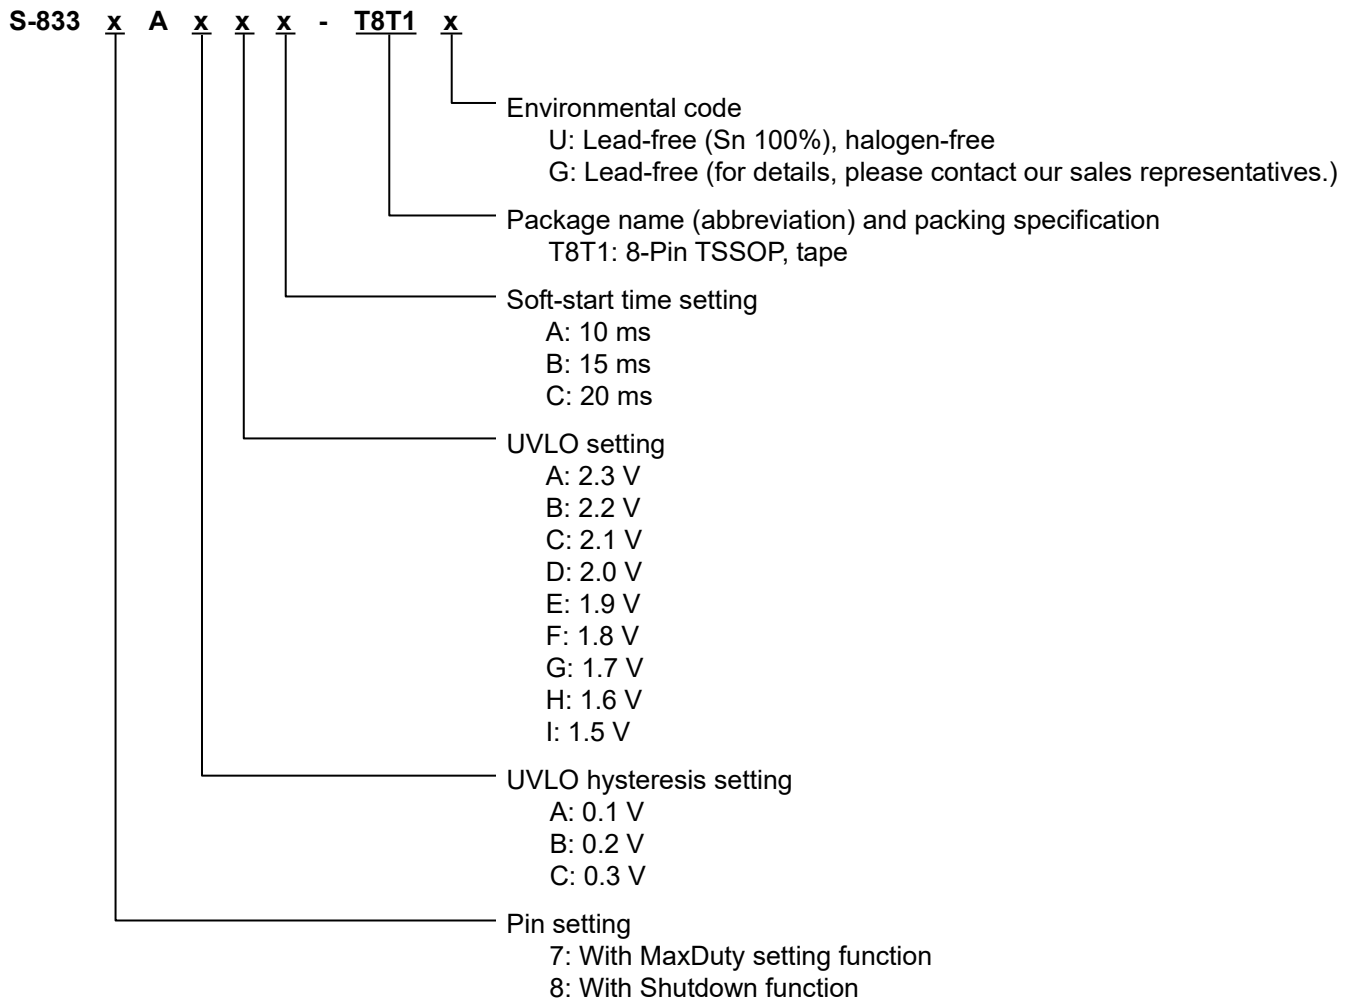 S-833 x A x x x - T8T1 x
Environmental code
U: Lead-free (Sn 100%), halogen-free
G: Lead-free (for details, please contact our sales representatives.)
Package name (abbreviation) and packing specification
T8T1: 8-Pin TSSOP, tape
Soft-start time setting
A: 10 ms
B: 15 ms
C: 20 ms
UVLO setting
A: 2.3 V
B: 2.2 V
C: 2.1 V
D: 2.0 V
E: 1.9 V
F: 1.8 V
G: 1.7 V
H: 1.6 V
I: 1.5 V
UVLO hysteresis setting
A: 0.1 V
B: 0.2 V
C: 0.3 V
Pin setting
7: With MaxDuty setting function
8: With Shutdown function